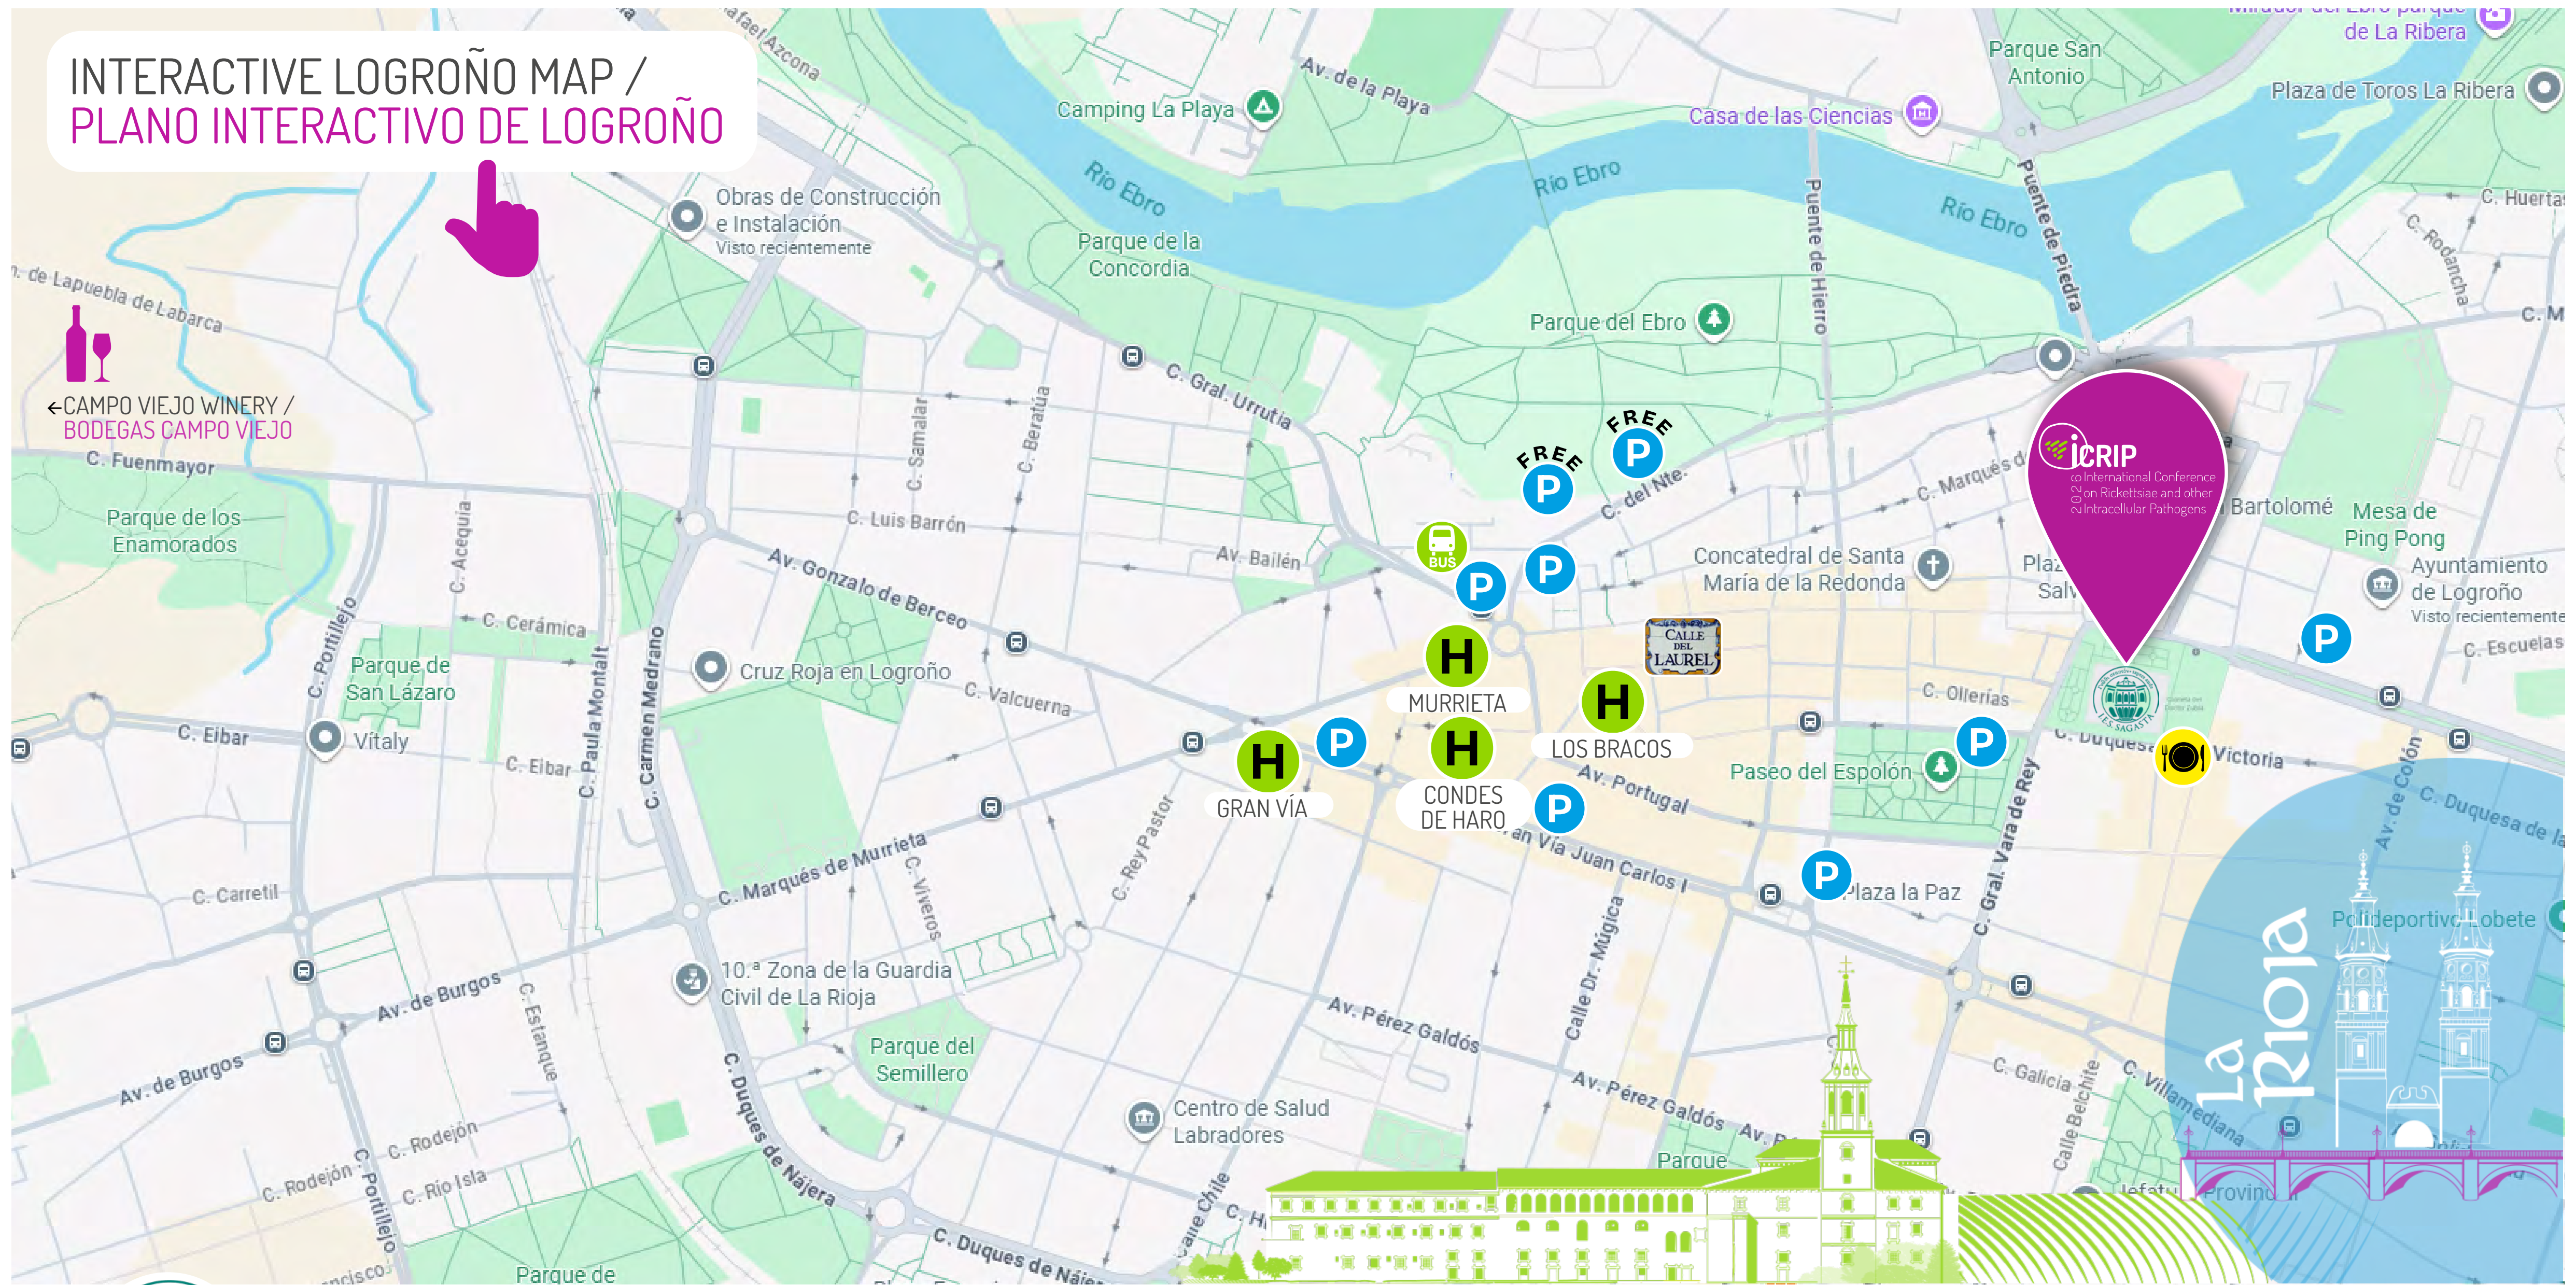 INTERACTIVE LOGROÑO MAP /
PLANO INTERACTIVO DE LOGROÑO
Azcona
Camping La Playa
Av. de la Playa
Parque San
Antonio
de La Ribera
Plaza de Toros La Ribera
Casa de las Ciencias
Río Ebro
Río Ebro
Río Ebro
Puente de Hierro
Puente de Piedra
C. Rodancha
Obras de Construcción
e Instalación
Visto recientemente
Parque de la
Concordia
Parque del Ebro
de Lapuebla de Labarca
←CAMPO VIEJO WINERY /
BODEGAS CAMPO VIEJO
C. Fuenmayor
Parque de los
Enamorados
C. Acequia
C. Samalar
C. Beratúa
C. Gral. Urrutia
C. Luis Barrón
Av. Bailén
FREE
P
FREE
P
C. del Nte.
C. Marqués d
iCRIP
2026
International Conference
on Rickettsiae and other
Intracellular Pathogens
Bartolomé
Mesa de
Ping Pong
Ayuntamiento
de Logroño
Visto recientemente
C. Escuelas
BUS
P
P
P
Concatedral de Santa
María de la Redonda
CALLE
DEL
LAUREL
Av. Gonzalo de Berceo
C. Portillejo
C. Cerámica
Parque de
San Lázaro
C. Paula Montalt
C. Carmen Medrano
Cruz Roja en Logroño
C. Valcuerna
C. Eibar
Vítaly
C. Eibar
H
MURRIETA
H
LOS BRACOS
H
GRAN VÍA
P
H
CONDES
DE HARO
P
C. Ollerías
P
Paseo del Espolón
I.E.S. SAGASTA
Victoria
Av. Portugal
an Vía Juan Carlos I
P
Plaza la Paz
C. Gral. Vara de Rey
Av. de Colón
C. Duquesa de la
Polideportivo Lobete
C. Rey Pastor
C. Marqués de Murrieta
C. Viveros
C. Carretil
Av. de Burgos
Av. de Burgos
C. Estanque
10.ª Zona de la Guardia
Civil de La Rioja
Parque del
Semillero
C. Duques de Nájera
Centro de Salud
Labradores
Av. Pérez Galdós
Av. Pérez Galdós
Calle Dr. Múgica
Parque
C. Galicia
Calle Belchite
C. Villamediana
La
Rioja
C. Rodejón
C. Rodejón
C. Río Isla
C. Portillejo
Parque de
C. Duques de Nájer